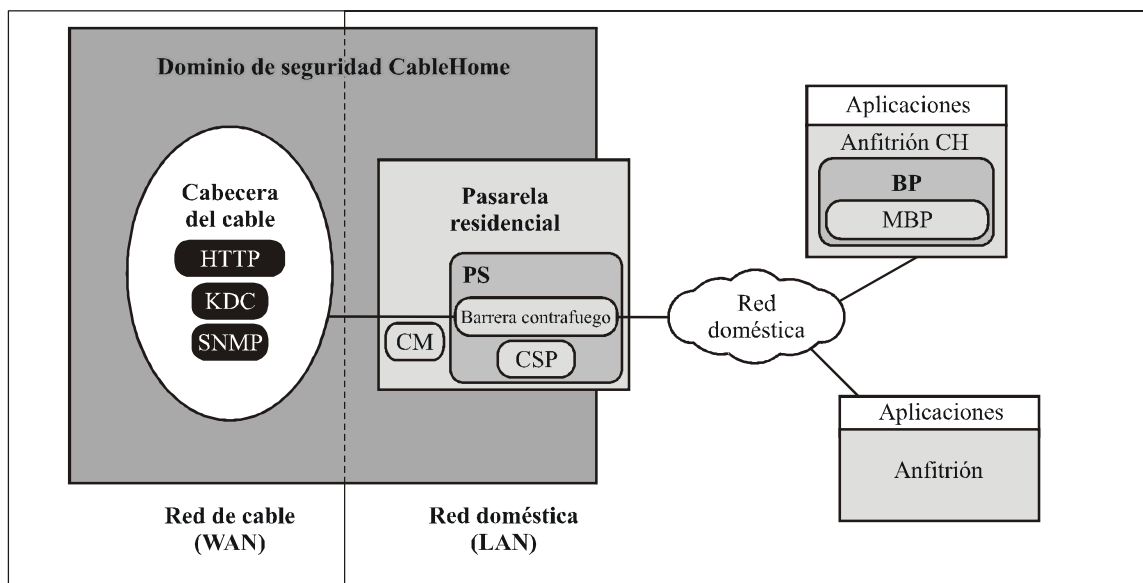 Dominio de seguridad CableHome
Cabecera
del cable
HTTP
KDC
SNMP
Pasarela
residencial
PS
Barrera contrafuego
CM
CSP
Red
doméstica
Aplicaciones
Anfitrión CH
BP
MBP
Aplicaciones
Anfitrión
Red de cable
(WAN)
Red doméstica
(LAN)